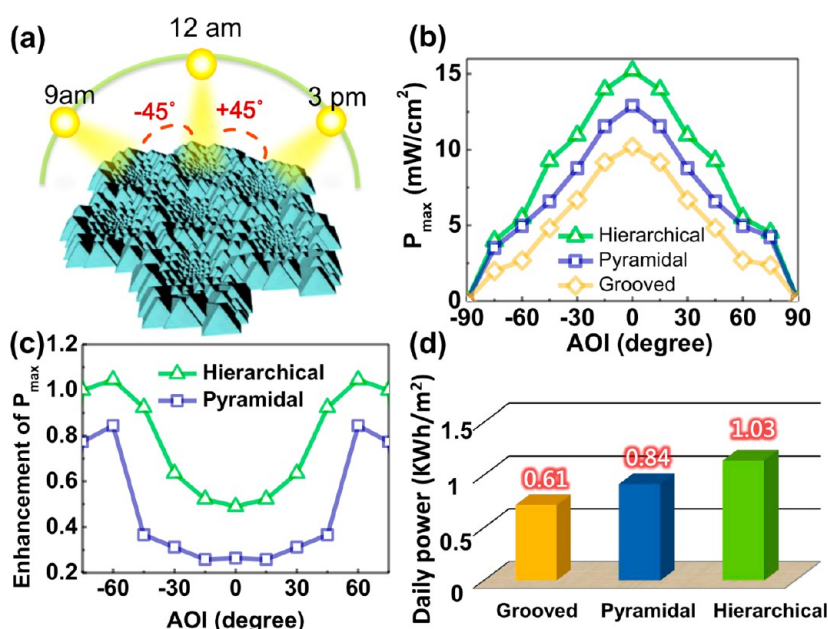 (a)
12 am
9am
-45°
+45°
3 pm
(b)
P_max (mW/cm²)
15
10
5
0
Hierarchical
Pyramidal
Grooved
-90 -60 -30 0 30 60 90
AOI (degree)
(c)
Enhancement of P_max
1.2
1.0
0.8
0.6
0.4
0.2
Hierarchical
Pyramidal
-60 -30 0 30 60
AOI (degree)
(d)
Daily power (KWh/m²)
1.5
1
0.5
0
0.61
0.84
1.03
Grooved Pyramidal Hierarchical